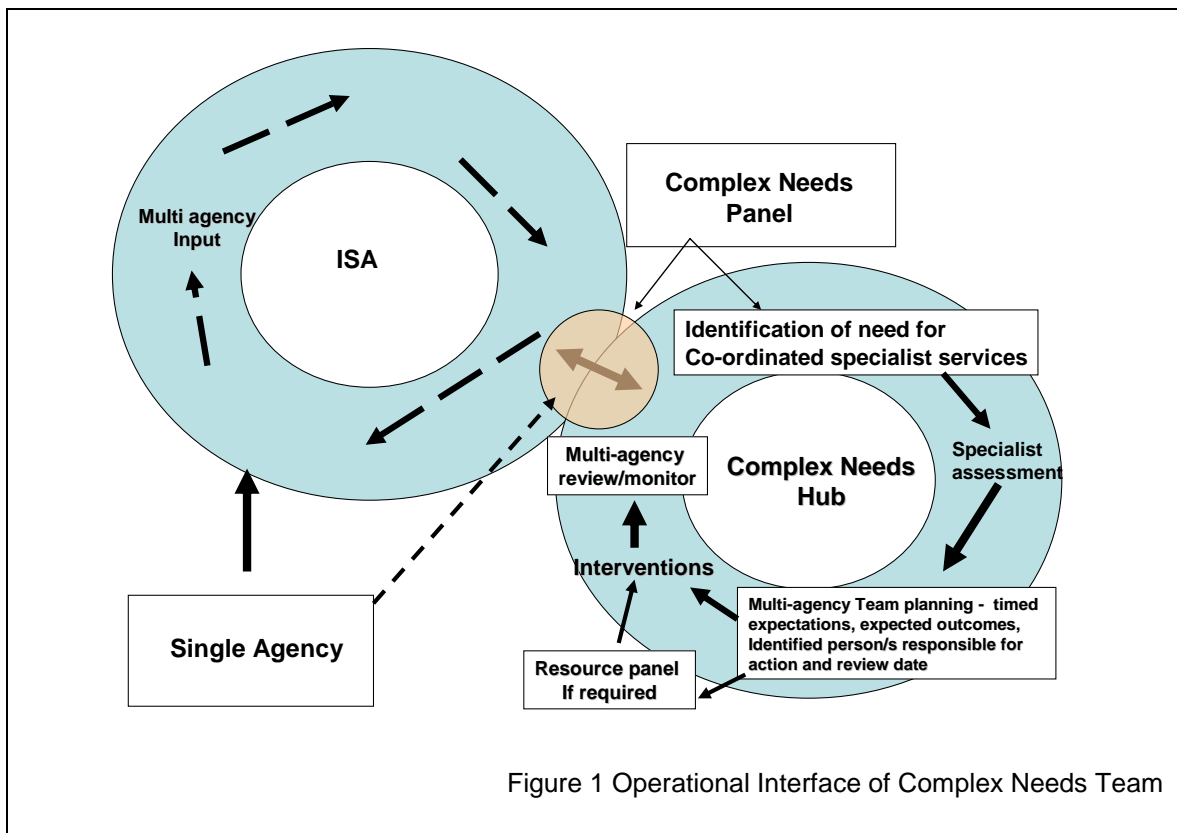 Multi agency
Input
ISA
Complex Needs
Panel
Identification of need for
Co-ordinated specialist services
Specialist
assessment
Complex Needs
Hub
Multi-agency
review/monitor
Interventions
Multi-agency Team planning - timed
expectations, expected outcomes,
Identified person/s responsible for
action and review date
Resource panel
If required
Single Agency
Figure 1 Operational Interface of Complex Needs Team